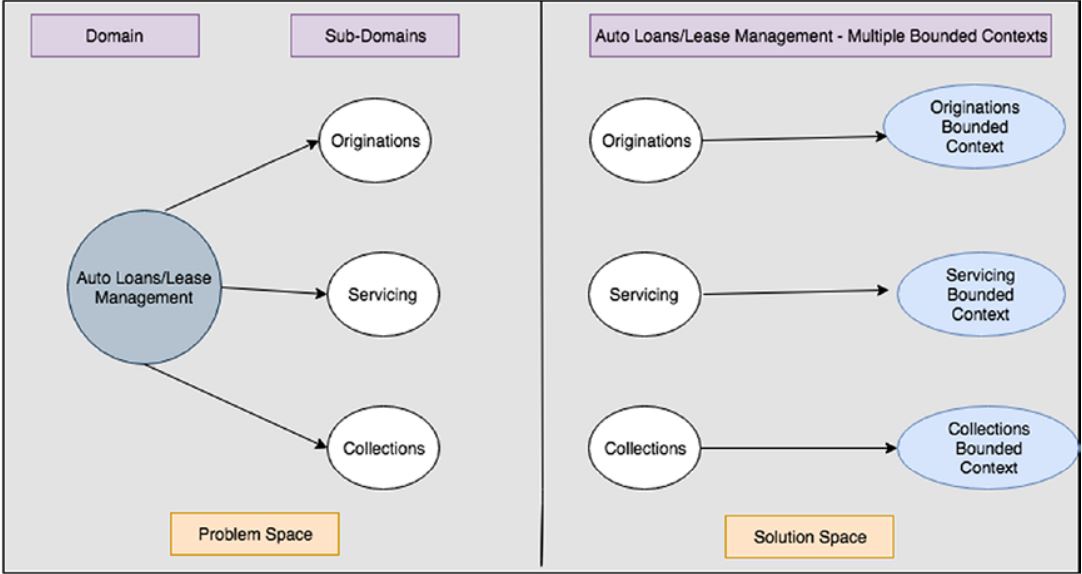 Domain
Sub-Domains
Originations
Auto Loans/Lease
Management
Servicing
Collections
Problem Space
Auto Loans/Lease Management - Multiple Bounded Contexts
Originations
Originations
Bounded
Context
Servicing
Servicing
Bounded
Context
Collections
Collections
Bounded
Context
Solution Space